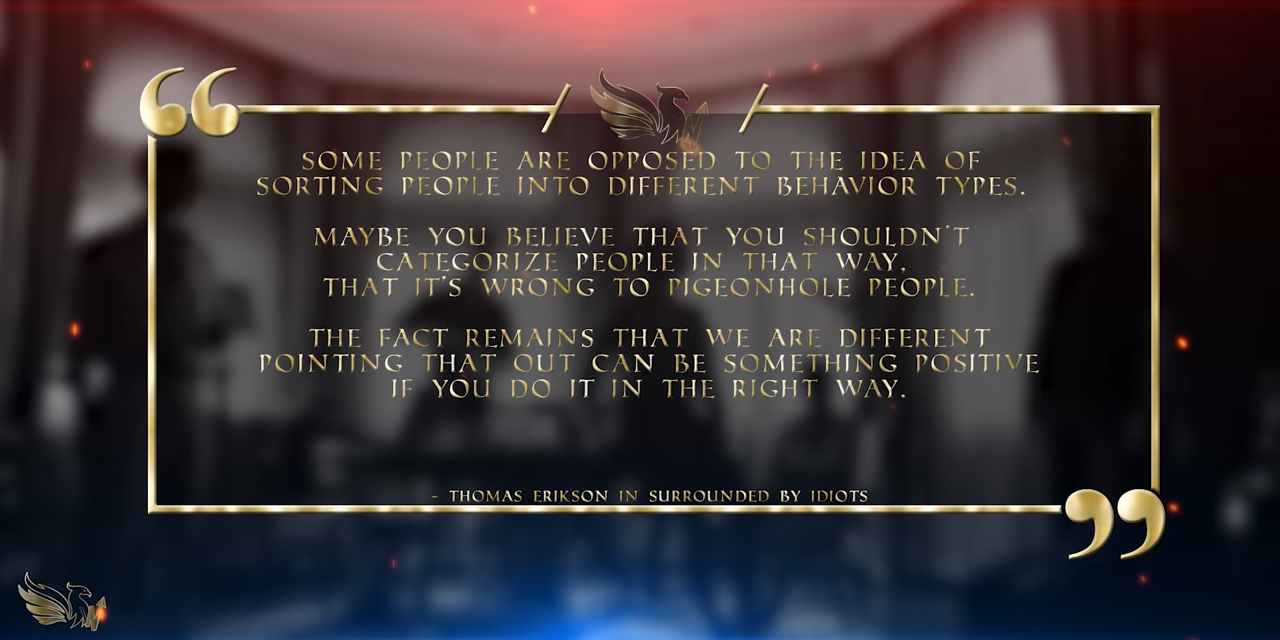 SOME PEOPLE ARE OPPOSED TO THE IDEA OF
SORTING PEOPLE INTO DIFFERENT BEHAVIOR TYPES.
MAYBE YOU BELIEVE THAT YOU SHOULDN'T
CATEGORIZE PEOPLE IN THAT WAY,
THAT IT'S WRONG TO PIGEONHOLE PEOPLE.
THE FACT REMAINS THAT WE ARE DIFFERENT
POINTING THAT OUT CAN BE SOMETHING POSITIVE
IF YOU DO IT IN THE RIGHT WAY.
- THOMAS ERIKSON IN SURROUNDED BY IDIOTS